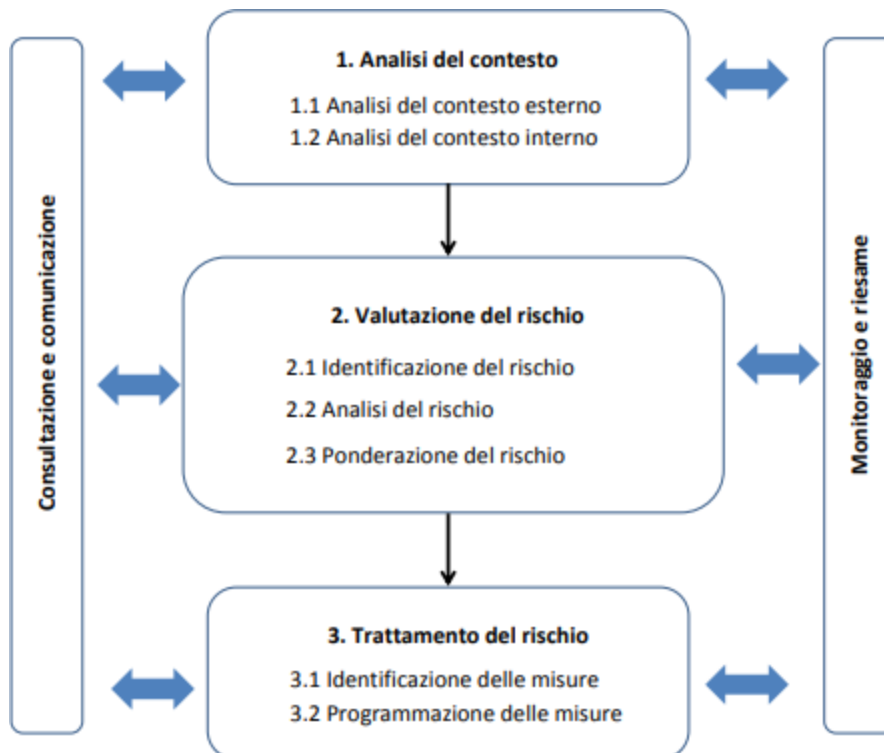 Consultazione e comunicazione
1. Analisi del contesto
1.1 Analisi del contesto esterno
1.2 Analisi del contesto interno
2. Valutazione del rischio
2.1 Identificazione del rischio
2.2 Analisi del rischio
2.3 Ponderazione del rischio
3. Trattamento del rischio
3.1 Identificazione delle misure
3.2 Programmazione delle misure
Monitoraggio e riesame